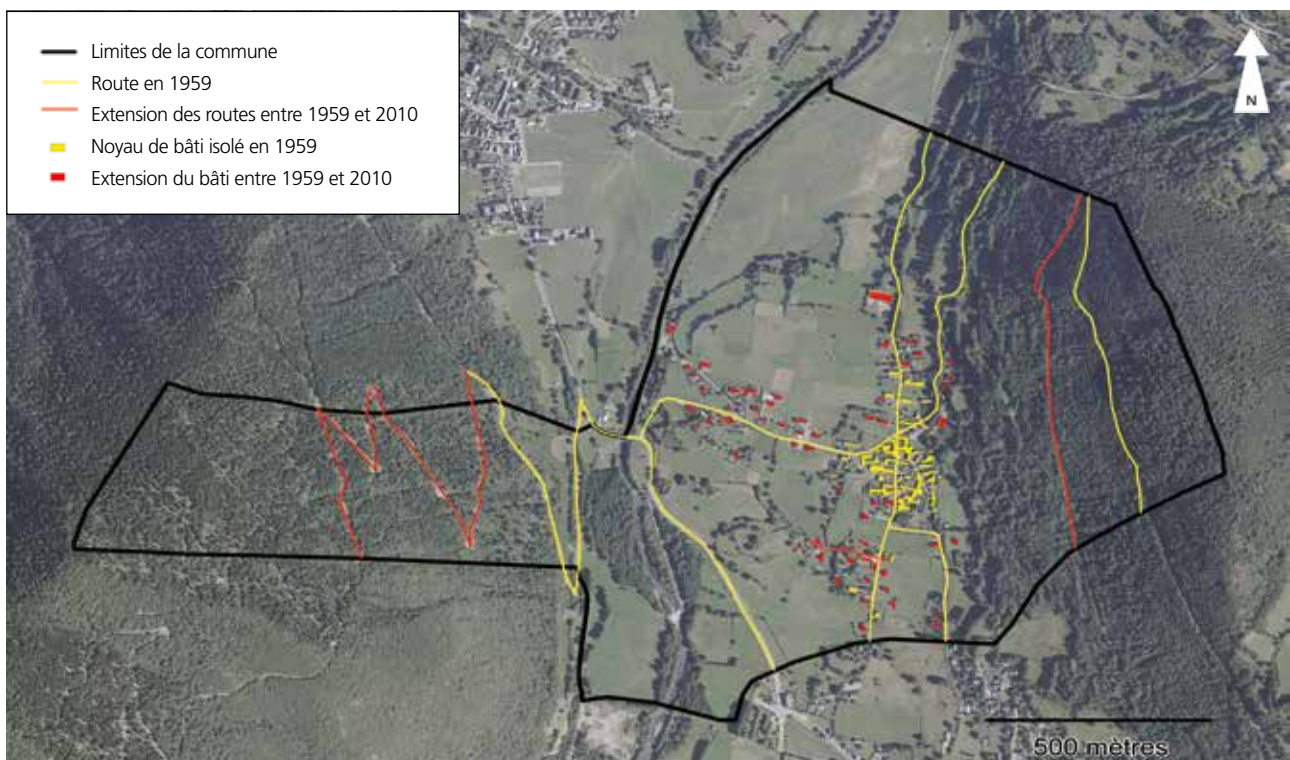 Limites de la commune
Route en 1959
Extension des routes entre 1959 et 2010
Noyau de bâti isolé en 1959
Extension du bâti entre 1959 et 2010
N
500 mètres